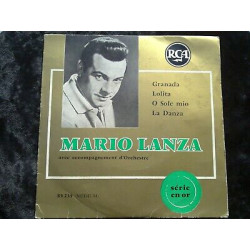 RCA
Granada
Lolita
O Sole mio
La Danza
MARIO LANZA
avec accompagnement d'Orchestre
série
en or